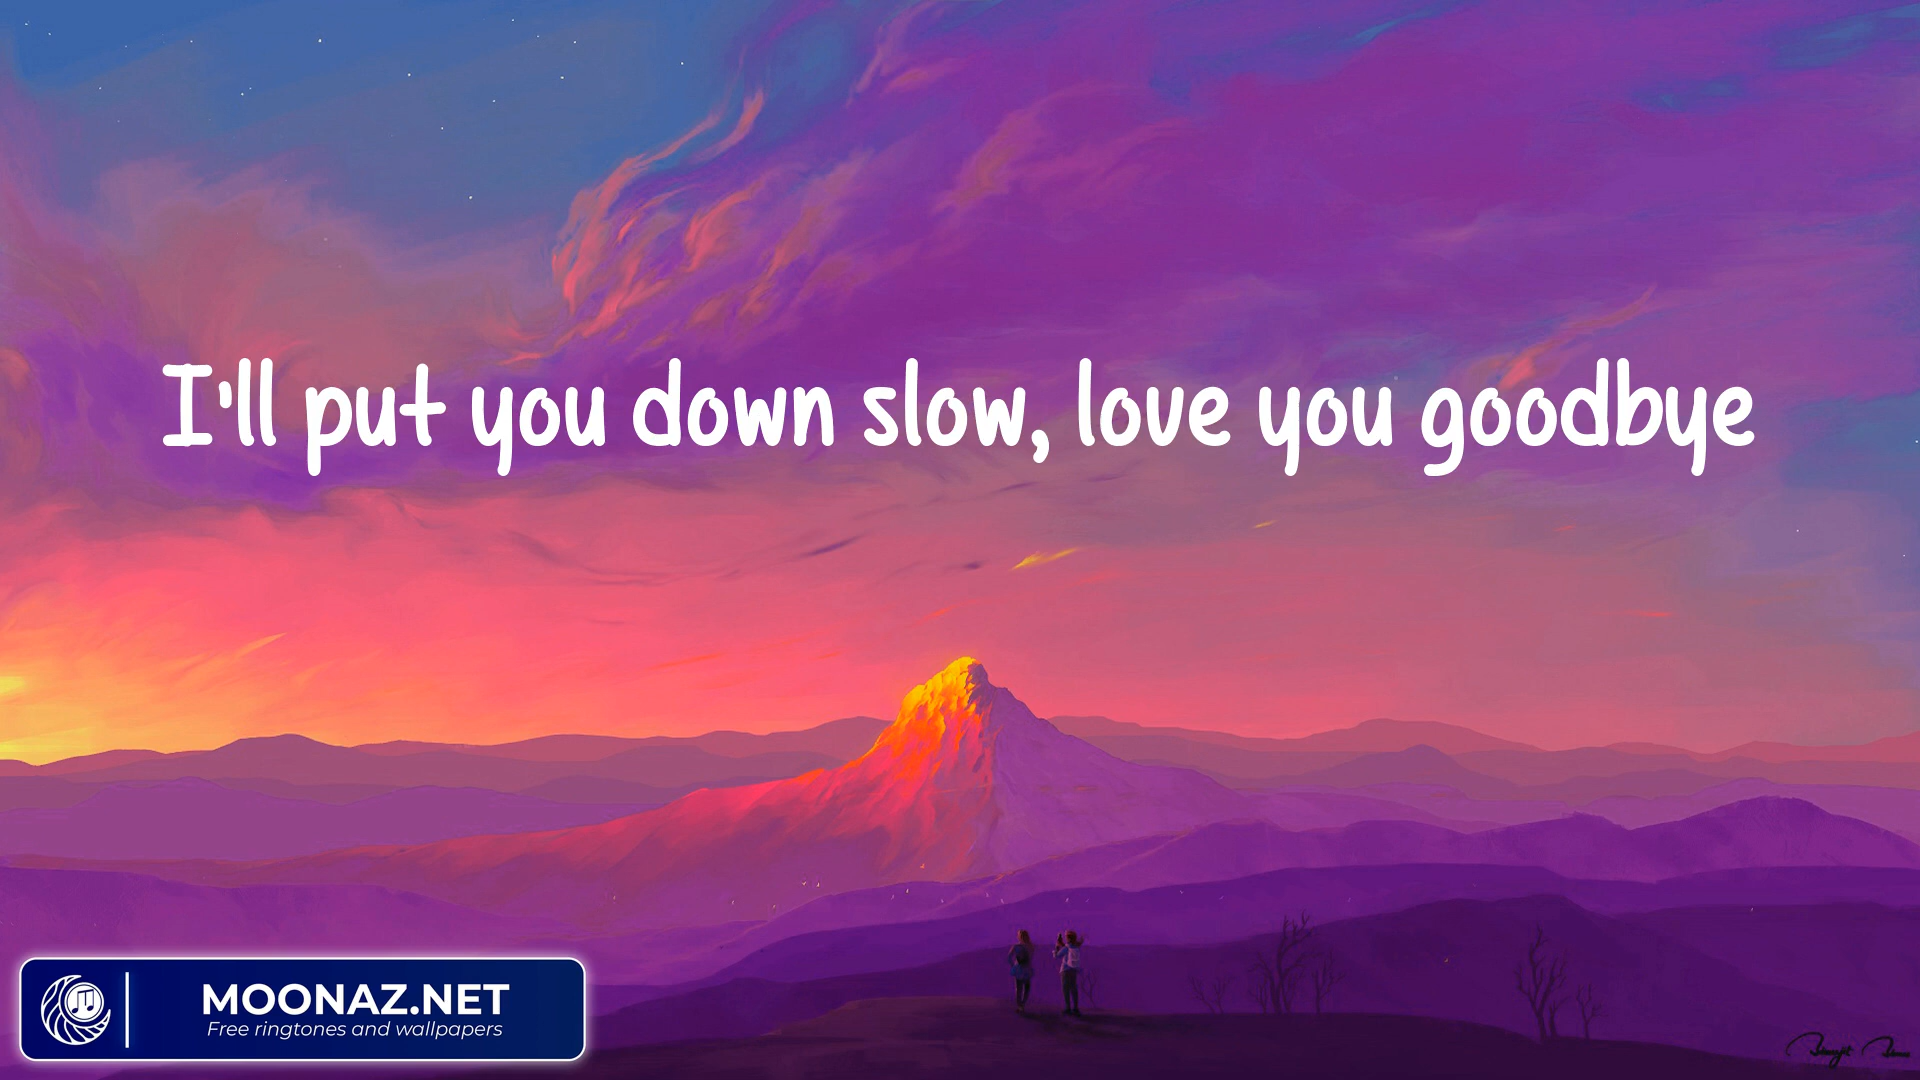 I'll put you down slow, love you goodbye
MOONAZ.NET
Free ringtones and wallpapers